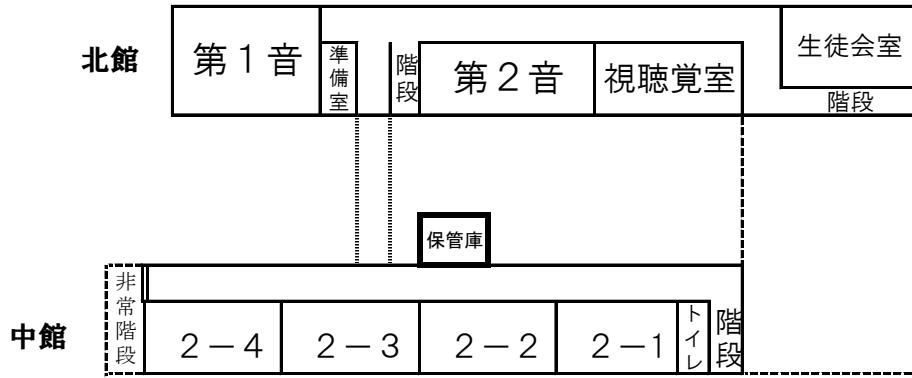 北館
第１音
準備室
階段
第２音
視聴覚室
生徒会室
階段
保管庫
中館
非常階段
２－４
２－３
２－２
２－１
トイレ
階段